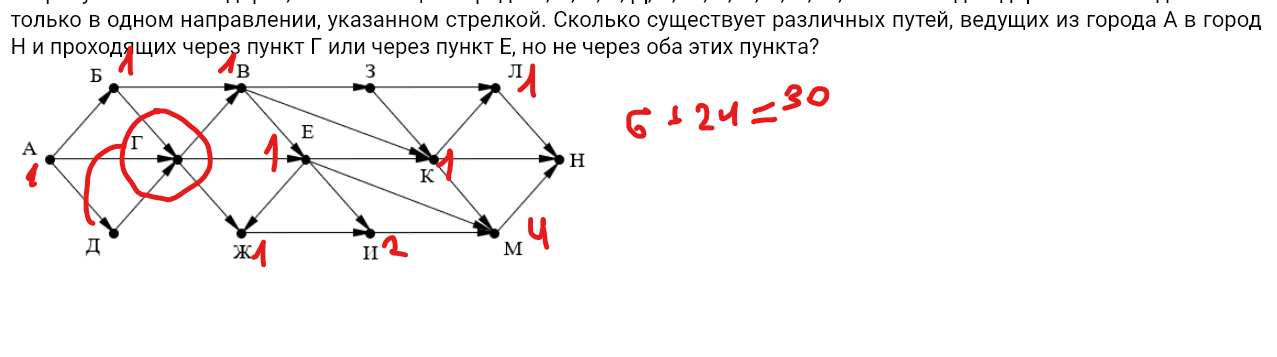 только в одном направлении, указанном стрелкой. Сколько существует различных путей, ведущих из города А в город
Н и проходящих через пункт Г или через пункт Е, но не через оба этих пункта?
Б 1 1 В З Л 1
6 + 24 = 30
А Г 1 Е Н
1 К 1
Д Ж 1 И 2 М 4